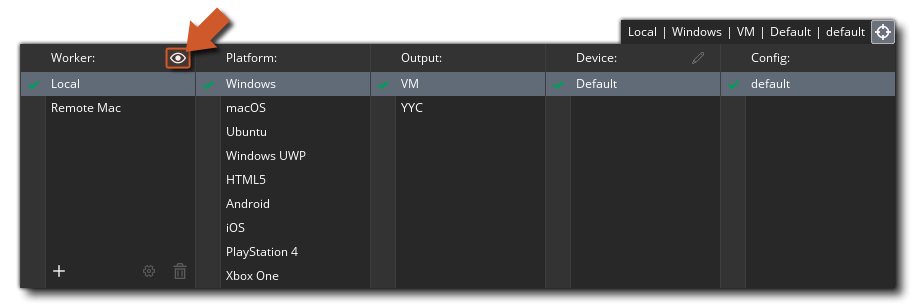 Local | Windows | VM | Default | default
Worker: Platform: Output: Device: Config:
Local Windows VM Default default
Remote Mac macOS YYC
Ubuntu
Windows UWP
HTML5
Android
iOS
PlayStation 4
Xbox One